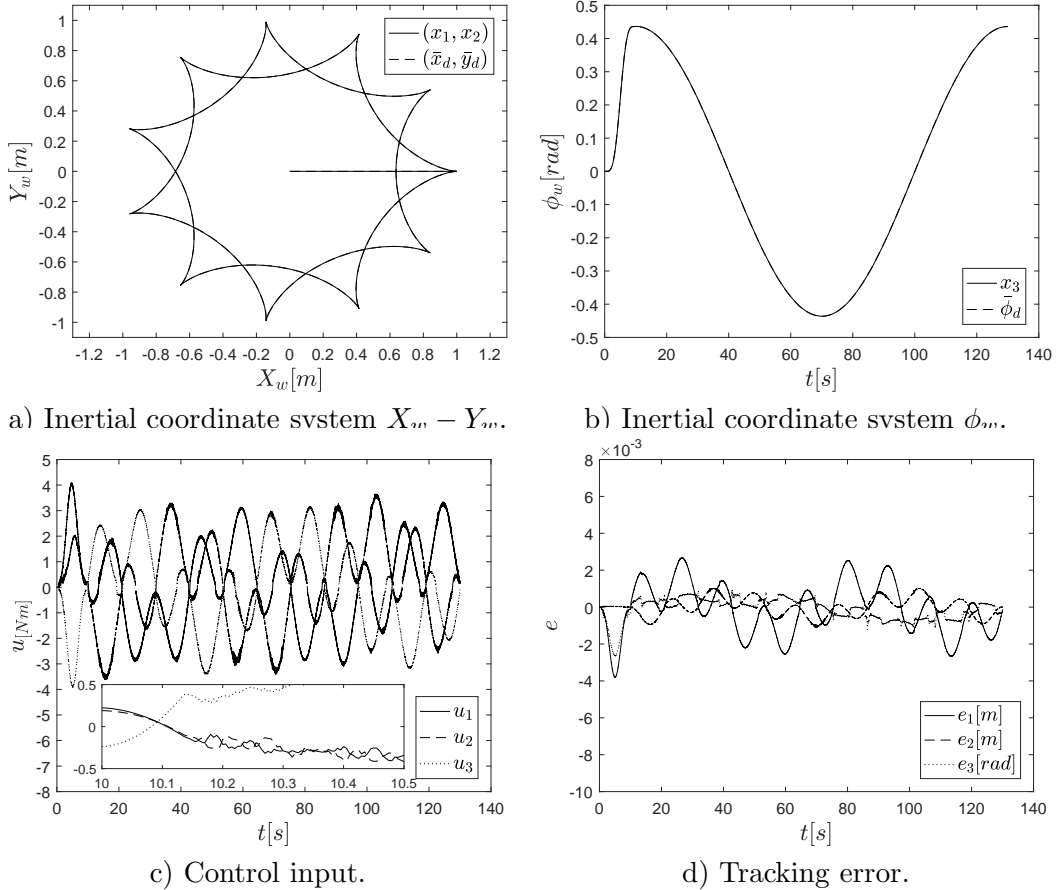 1
0.8
0.6
0.4
0.2
0
-0.2
-0.4
-0.6
-0.8
-1
Y_w[m]
(x_1, x_2)
(x̄_d, ȳ_d)
-1.2 -1 -0.8 -0.6 -0.4 -0.2 0 0.2 0.4 0.6 0.8 1 1.2
X_w[m]
a) Inertial coordinate system X_w − Y_w.
0.5
0.4
0.3
0.2
0.1
0
-0.1
-0.2
-0.3
-0.4
-0.5
ϕ_w[rad]
x_3
ϕ̄_d
0 20 40 60 80 100 120 140
t[s]
b) Inertial coordinate system ϕ_w.
5
4
3
2
1
0
-1
-2
-3
-4
-5
-6
-7
-8
u[Nm]
0.5
0
-0.5
10 10.1 10.2 10.3 10.4 10.5
u_1
u_2
u_3
0 20 40 60 80 100 120 140
t[s]
c) Control input.
×10^-3
8
6
4
2
0
-2
-4
-6
-8
-10
e
e_1[m]
e_2[m]
e_3[rad]
0 20 40 60 80 100 120 140
t[s]
d) Tracking error.